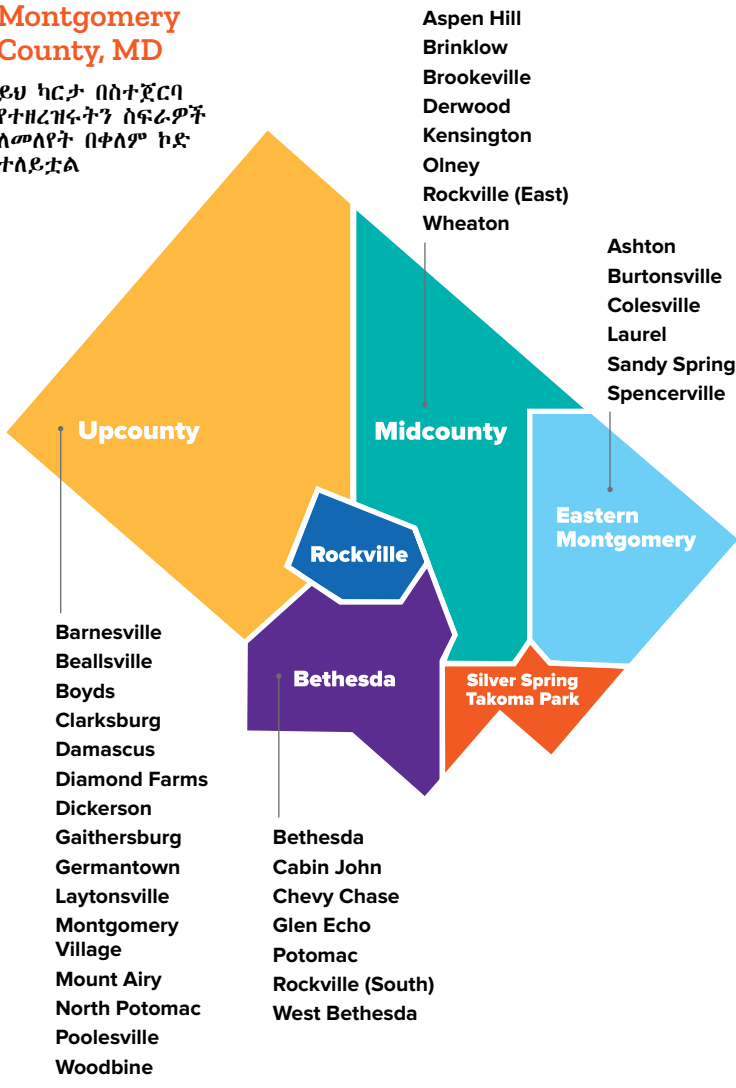 Montgomery
County, MD
ይህ ካርታ በስተጀርባ
የተዘረዝሩትን ስፍራዎች
ለመለየት በቀለም ኮድ
ተለይቷል
Aspen Hill
Brinklow
Brookeville
Derwood
Kensington
Olney
Rockville (East)
Wheaton
Ashton
Burtonsville
Colesville
Laurel
Sandy Spring
Spencerville
Upcounty
Midcounty
Eastern
Montgomery
Rockville
Bethesda
Silver Spring
Takoma Park
Barnesville
Beallsville
Boyds
Clarksburg
Damascus
Diamond Farms
Dickerson
Gaithersburg
Germantown
Laytonsville
Montgomery
Village
Mount Airy
North Potomac
Poolesville
Woodbine
Bethesda
Cabin John
Chevy Chase
Glen Echo
Potomac
Rockville (South)
West Bethesda